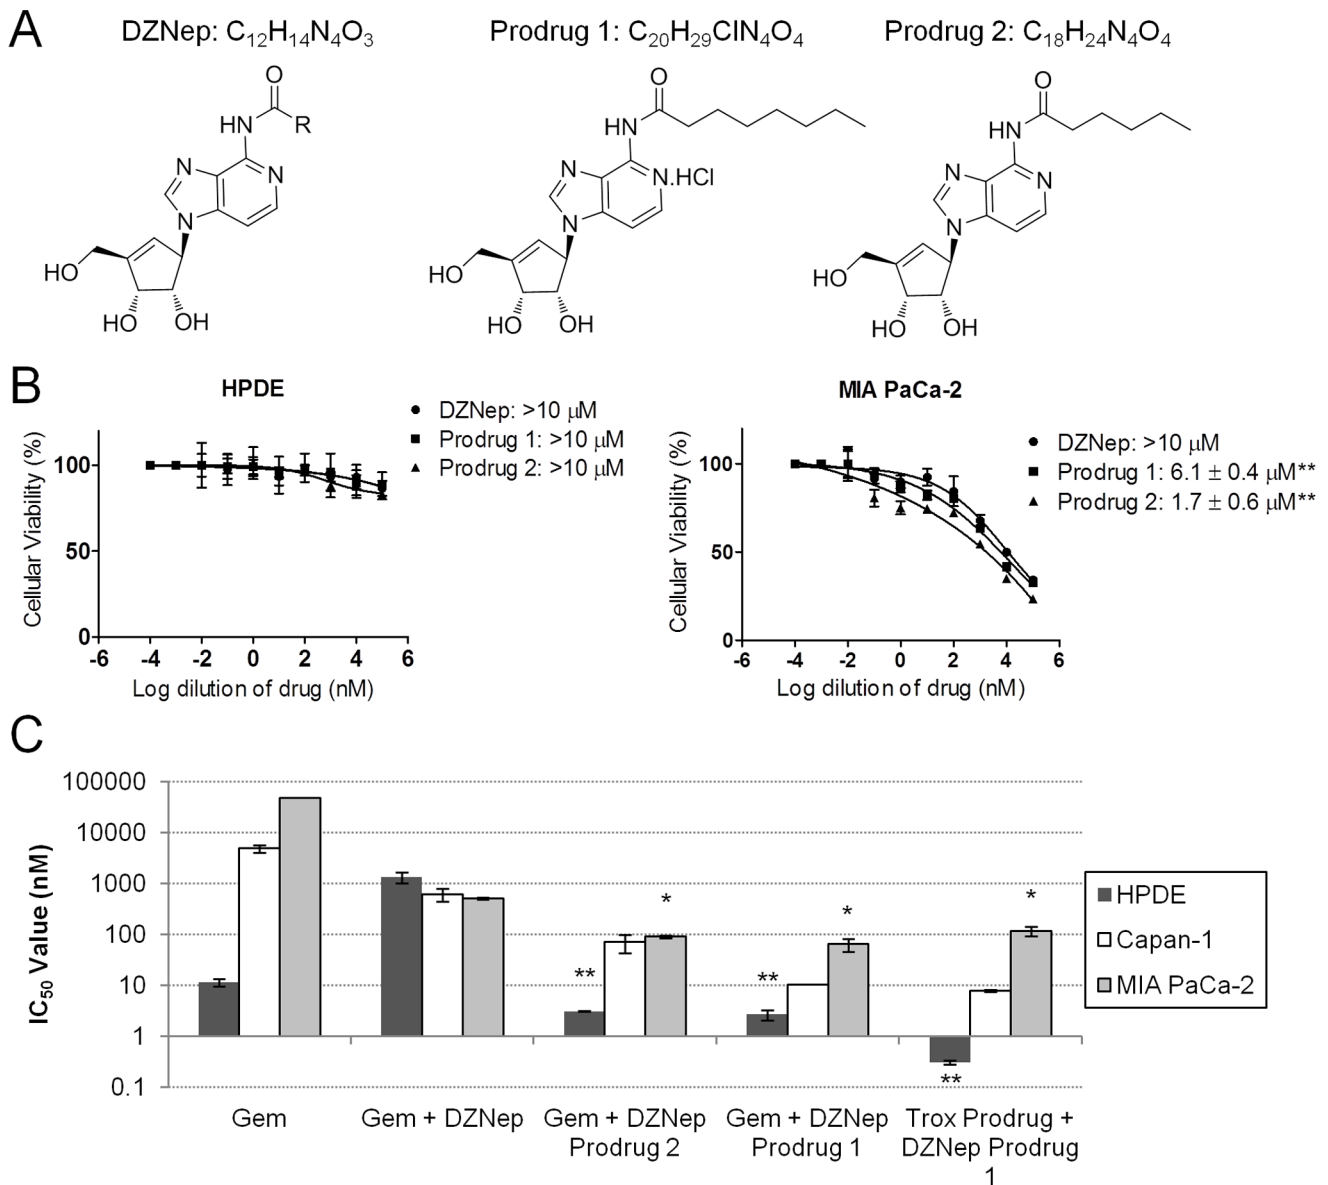 A
DZNep: C₁₂H₁₄N₄O₃
Prodrug 1: C₂₀H₂₉ClN₄O₄
Prodrug 2: C₁₈H₂₄N₄O₄
O
HN
R
N
N
N
HO
HO
OH
O
HN
N
N.HCl
N
HO
HO
OH
O
HN
N
N
N
HO
HO
OH
B
HPDE
DZNep: >10 µM
Prodrug 1: >10 µM
Prodrug 2: >10 µM
Cellular Viability (%)
100
50
0
-6 -4 -2 0 2 4 6
Log dilution of drug (nM)
MIA PaCa-2
DZNep: >10 µM
Prodrug 1: 6.1 ± 0.4 µM**
Prodrug 2: 1.7 ± 0.6 µM**
Cellular Viability (%)
100
50
0
-6 -4 -2 0 2 4 6
Log dilution of drug (nM)
C
IC₅₀ Value (nM)
100000
10000
1000
100
10
1
0.1
**
*
**
*
**
*
Gem
Gem + DZNep
Gem + DZNep
Prodrug 2
Gem + DZNep
Prodrug 1
Trox Prodrug +
DZNep Prodrug
1
HPDE
Capan-1
MIA PaCa-2